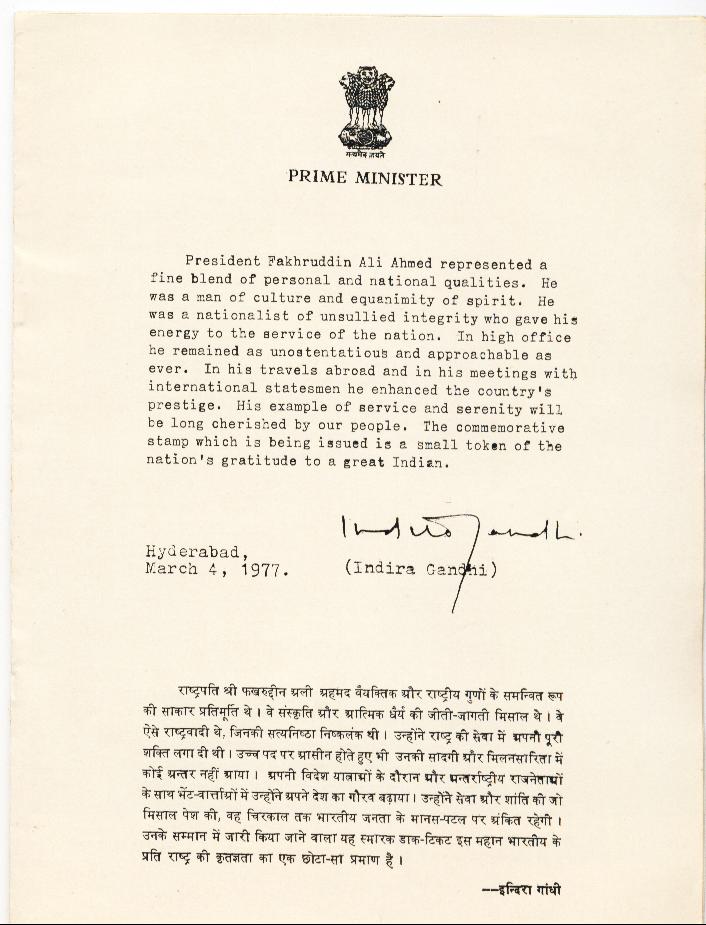 सत्यमेव जयते
PRIME MINISTER
President Fakhruddin Ali Ahmed represented a
fine blend of personal and national qualities. He
was a man of culture and equanimity of spirit. He
was a nationalist of unsullied integrity who gave his
energy to the service of the nation. In high office
he remained as unostentatious and approachable as
ever. In his travels abroad and in his meetings with
international statesmen he enhanced the country's
prestige. His example of service and serenity will
be long cherished by our people. The commemorative
stamp which is being issued is a small token of the
nation's gratitude to a great Indian.
Indira Gandhi.
Hyderabad,
March 4, 1977. (Indira Gandhi)
राष्ट्रपति श्री फखरुद्दीन अली अहमद वैयक्तिक और राष्ट्रीय गुणों के समन्वित रूप
की साकार प्रतिमूर्ति थे। वे संस्कृति और आत्मिक धैर्य की जीती-जागती मिसाल थे। वे
ऐसे राष्ट्रवादी थे, जिनकी सत्यनिष्ठा निष्कलंक थी। उन्होंने राष्ट्र की सेवा में अपनी पूरी
शक्ति लगा दी थी। उच्च पद पर आसीन होते हुए भी उनकी सादगी और मिलनसारिता में
कोई अन्तर नहीं आया। अपनी विदेश यात्राओं के दौरान और अन्तर्राष्ट्रीय राजनेताओं
के साथ भेंट-वार्त्ताओं में उन्होंने अपने देश का गौरव बढ़ाया। उन्होंने सेवा और शांति की जो
मिसाल पेश की, वह चिरकाल तक भारतीय जनता के मानस-पटल पर अंकित रहेगी।
उनके सम्मान में जारी किया जाने वाला यह स्मारक डाक-टिकट इस महान भारतीय के
प्रति राष्ट्र की कृतज्ञता का एक छोटा-सा प्रमाण है।
—इन्दिरा गांधी